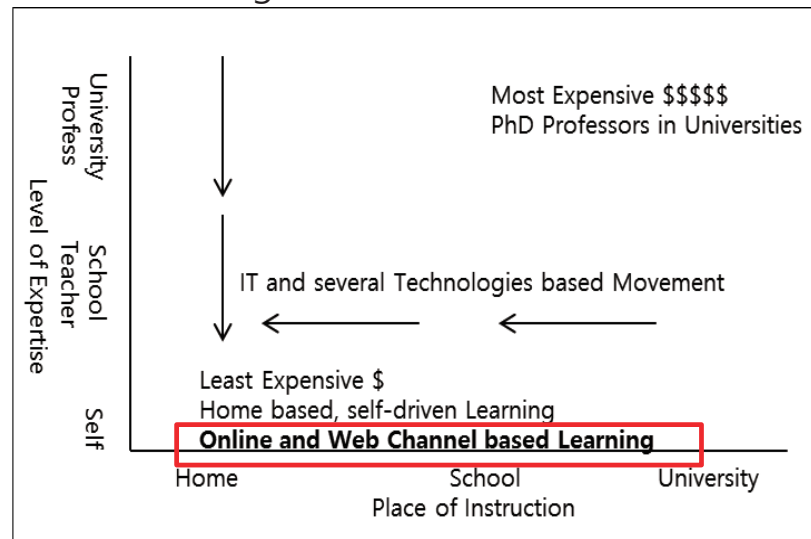 Most Expensive $$$$$
PhD Professors in Universities
University
Profess
School
Teacher
Self
Level of Expertise
IT and several Technologies based Movement
Least Expensive $
Home based, self-driven Learning
Online and Web Channel based Learning
Home School University
Place of Instruction